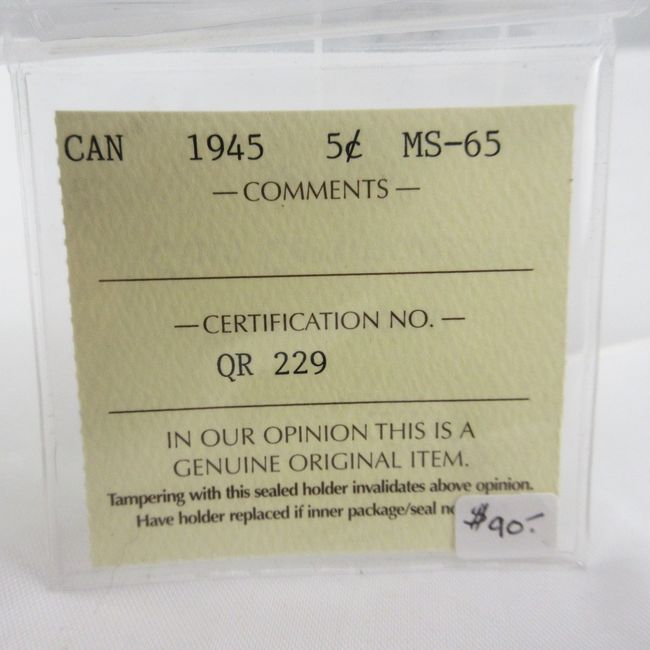 CAN 1945 5¢ MS-65
— COMMENTS —
— CERTIFICATION NO. —
QR 229
IN OUR OPINION THIS IS A
GENUINE ORIGINAL ITEM.
Tampering with this sealed holder invalidates above opinion.
Have holder replaced if inner package/seal
$90.-